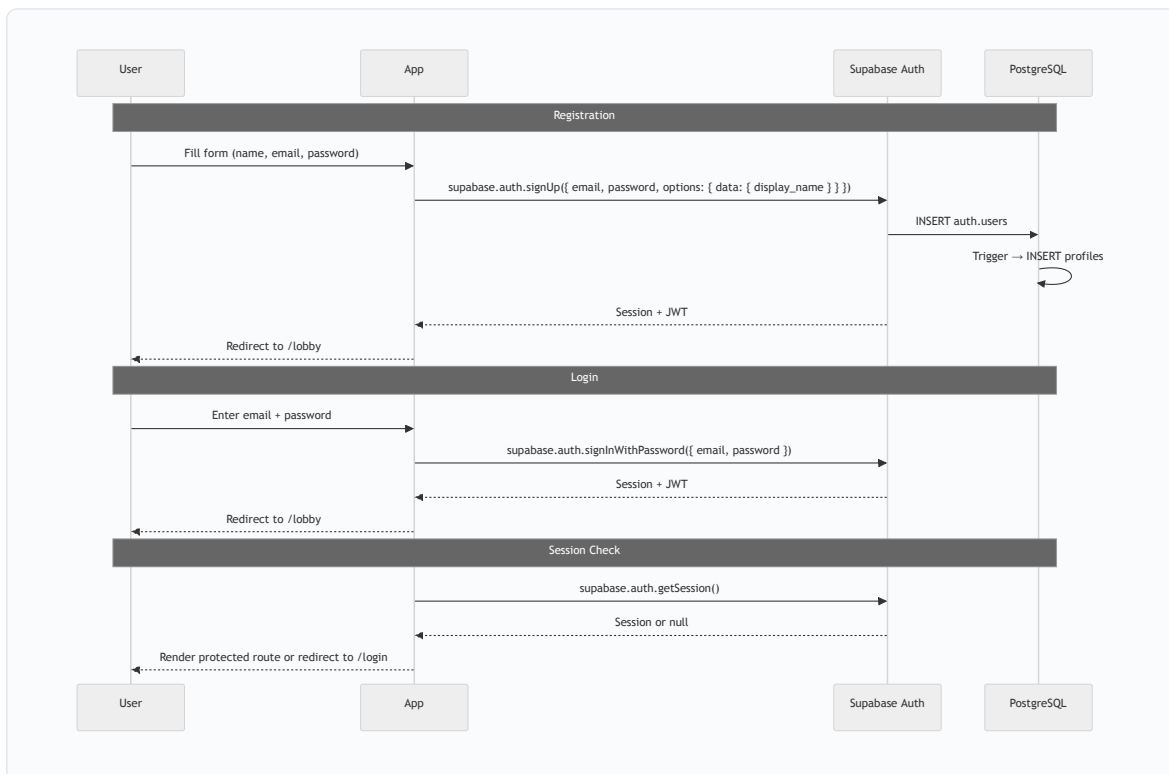 User
App
Supabase Auth
PostgreSQL
Registration
Fill form (name, email, password)
supabase.auth.signUp({ email, password, options: { data: { display_name } } })
INSERT auth.users
Trigger → INSERT profiles
Session + JWT
Redirect to /lobby
Login
Enter email + password
supabase.auth.signInWithPassword({ email, password })
Session + JWT
Redirect to /lobby
Session Check
supabase.auth.getSession()
Session or null
Render protected route or redirect to /login
User
App
Supabase Auth
PostgreSQL